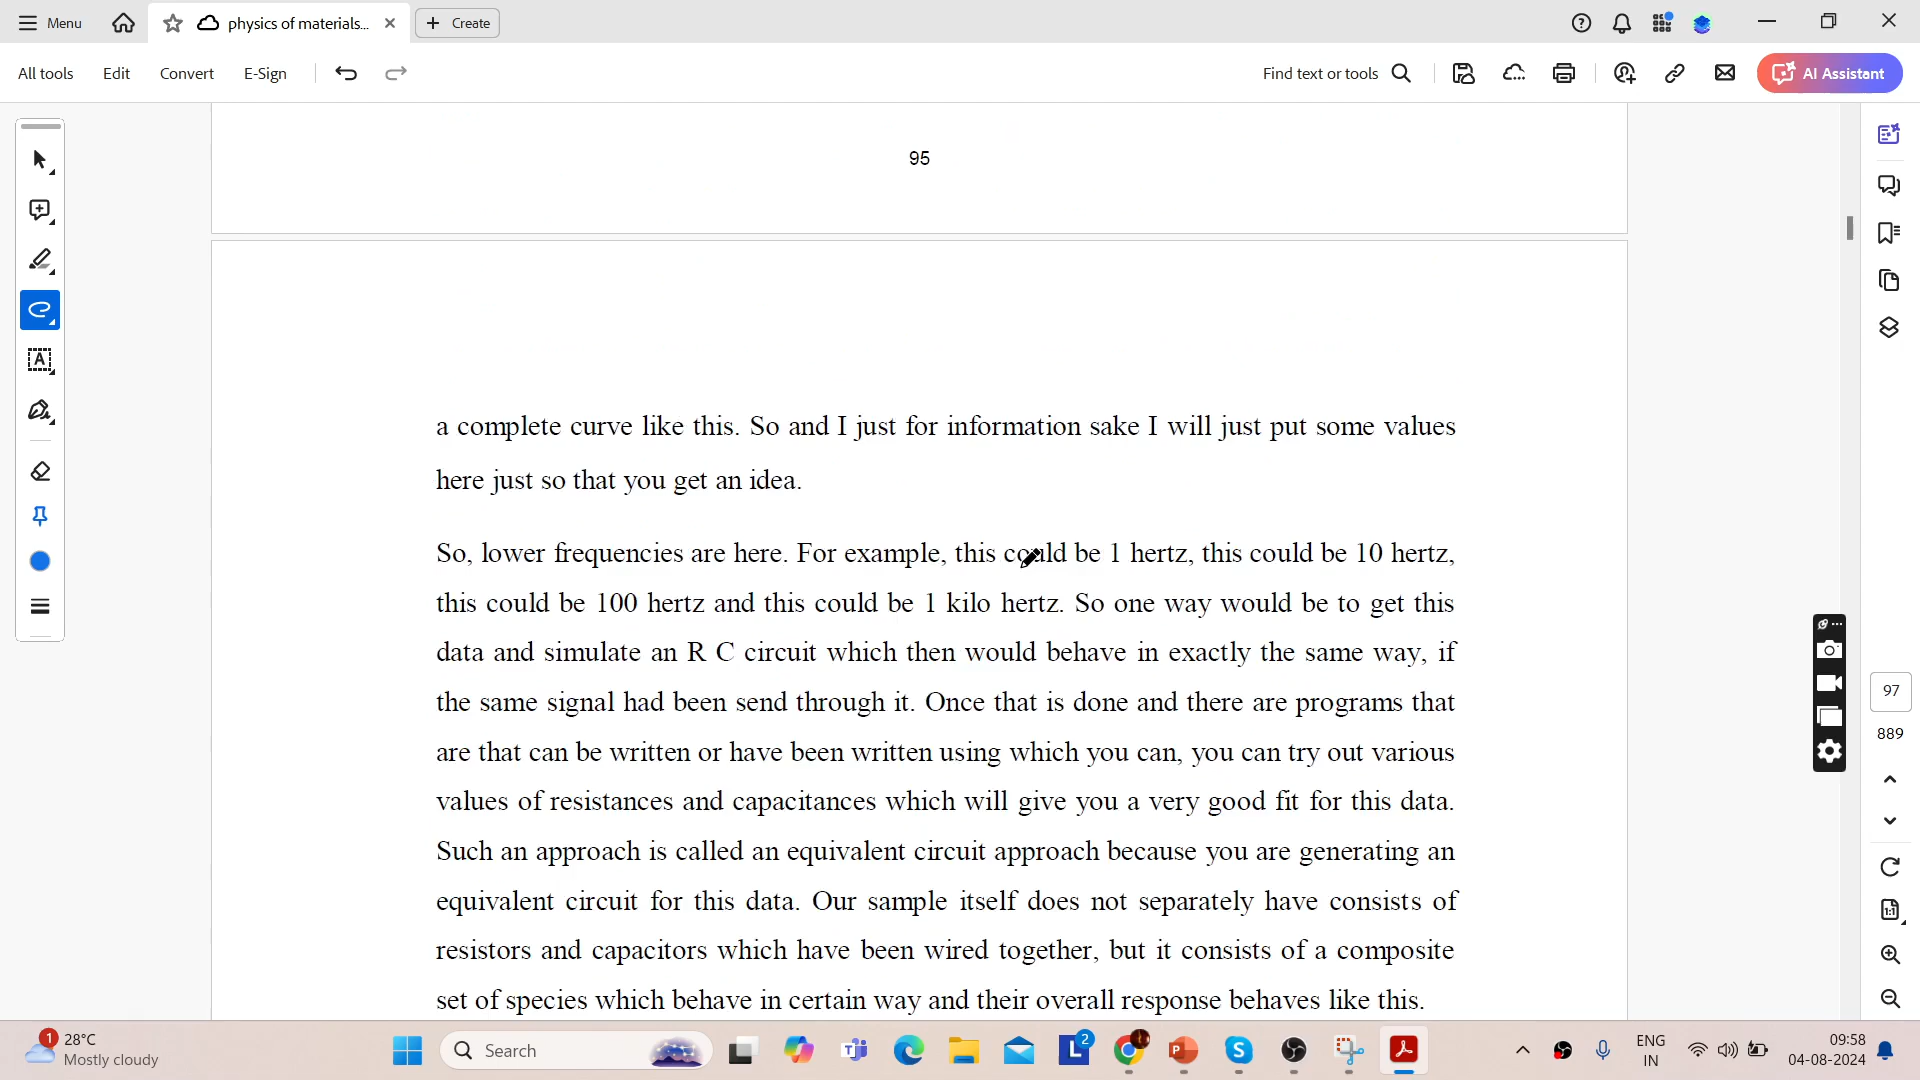 Menu
physics of materials...
Create
All tools
Edit
Convert
E-Sign
Find text or tools
AI Assistant
95
a complete curve like this. So and I just for information sake I will just put some values
here just so that you get an idea.
So, lower frequencies are here. For example, this could be 1 hertz, this could be 10 hertz,
this could be 100 hertz and this could be 1 kilo hertz. So one way would be to get this
data and simulate an R C circuit which then would behave in exactly the same way, if
the same signal had been send through it. Once that is done and there are programs that
are that can be written or have been written using which you can, you can try out various
values of resistances and capacitances which will give you a very good fit for this data.
Such an approach is called an equivalent circuit approach because you are generating an
equivalent circuit for this data. Our sample itself does not separately have consists of
resistors and capacitors which have been wired together, but it consists of a composite
set of species which behave in certain way and their overall response behaves like this.
97
889
1
28°C
Mostly cloudy
Search
2
ENG
IN
09:58
04-08-2024